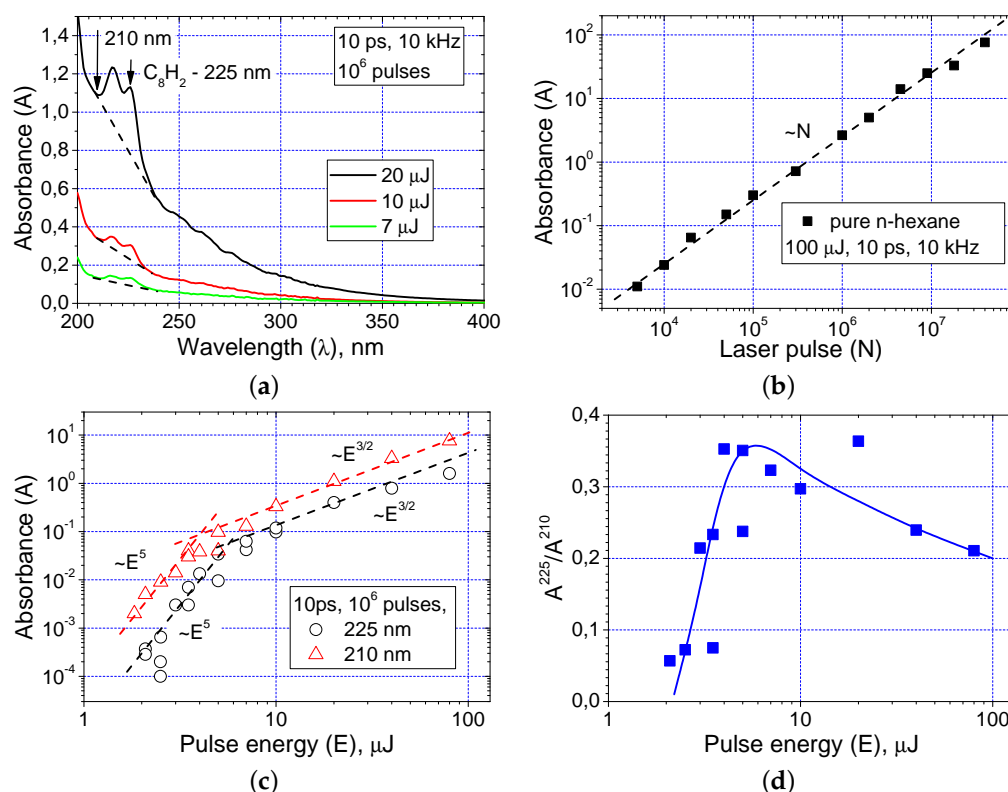 1,4
1,2
1,0
0,8
0,6
0,4
0,2
0,0
Absorbance (A)
210 nm
C₈H₂ - 225 nm
10 ps, 10 kHz
10⁶ pulses
20 μJ
10 μJ
7 μJ
200 250 300 350 400
Wavelength (λ), nm
(a)
10²
10¹
10⁰
10⁻¹
10⁻²
Absorbance (A)
~N
pure n-hexane
100 μJ, 10 ps, 10 kHz
10⁴ 10⁵ 10⁶ 10⁷
Laser pulse (N)
(b)
10¹
10⁰
10⁻¹
10⁻²
10⁻³
10⁻⁴
Absorbance (A)
~E³ᐟ²
~E³ᐟ²
~E⁵
~E⁵
10ps, 10⁶ pulses,
225 nm
210 nm
1 10 100
Pulse energy (E), μJ
(c)
0,4
0,3
0,2
0,1
0,0
A²²⁵/A²¹⁰
1 10 100
Pulse energy (E), μJ
(d)